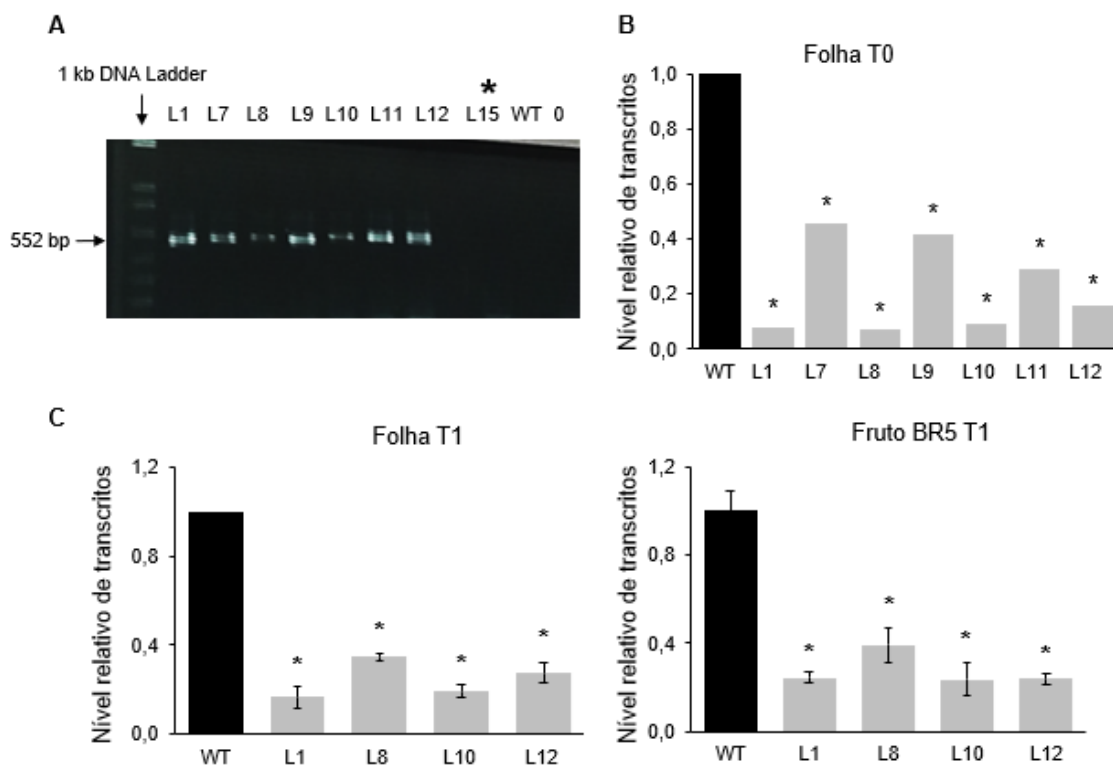 A
1 kb DNA Ladder
*
L1 L7 L8 L9 L10 L11 L12 L15 WT 0
552 bp
B
Folha T0
Nível relativo de transcritos
1,0
0,8
0,6
0,4
0,2
0,0
* * * * * * *
WT L1 L7 L8 L9 L10 L11 L12
C
Folha T1
Nível relativo de transcritos
1,2
0,8
0,4
0,0
* * * *
WT L1 L8 L10 L12
Fruto BR5 T1
Nível relativo de transcritos
1,2
0,8
0,4
0,0
* * * *
WT L1 L8 L10 L12